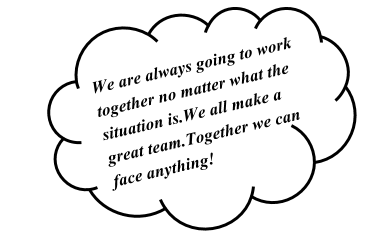 We are always going to work
together no matter what the
situation is.We all make a
great team.Together we can
face anything!